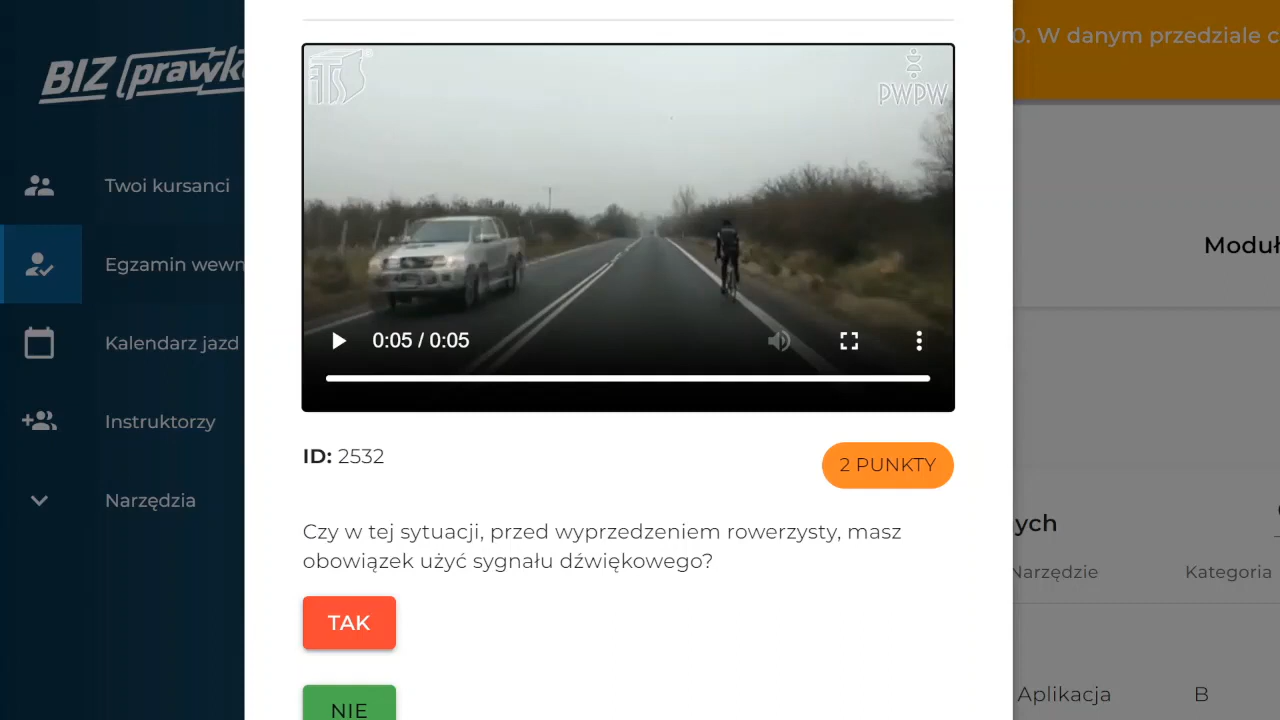 BIZ prawk
0. W danym przedziale c
ITS
PWPW
Twoi kursanci
Egzamin wewn
Moduł
Kalendarz jazd
0:05 / 0:05
Instruktorzy
ID: 2532
2 PUNKTY
Narzędzia
Czy w tej sytuacji, przed wyprzedzeniem rowerzysty, masz
obowiązek użyć sygnału dźwiękowego?
ych
Narzędzie
Kategoria
TAK
Aplikacja
B
NIE